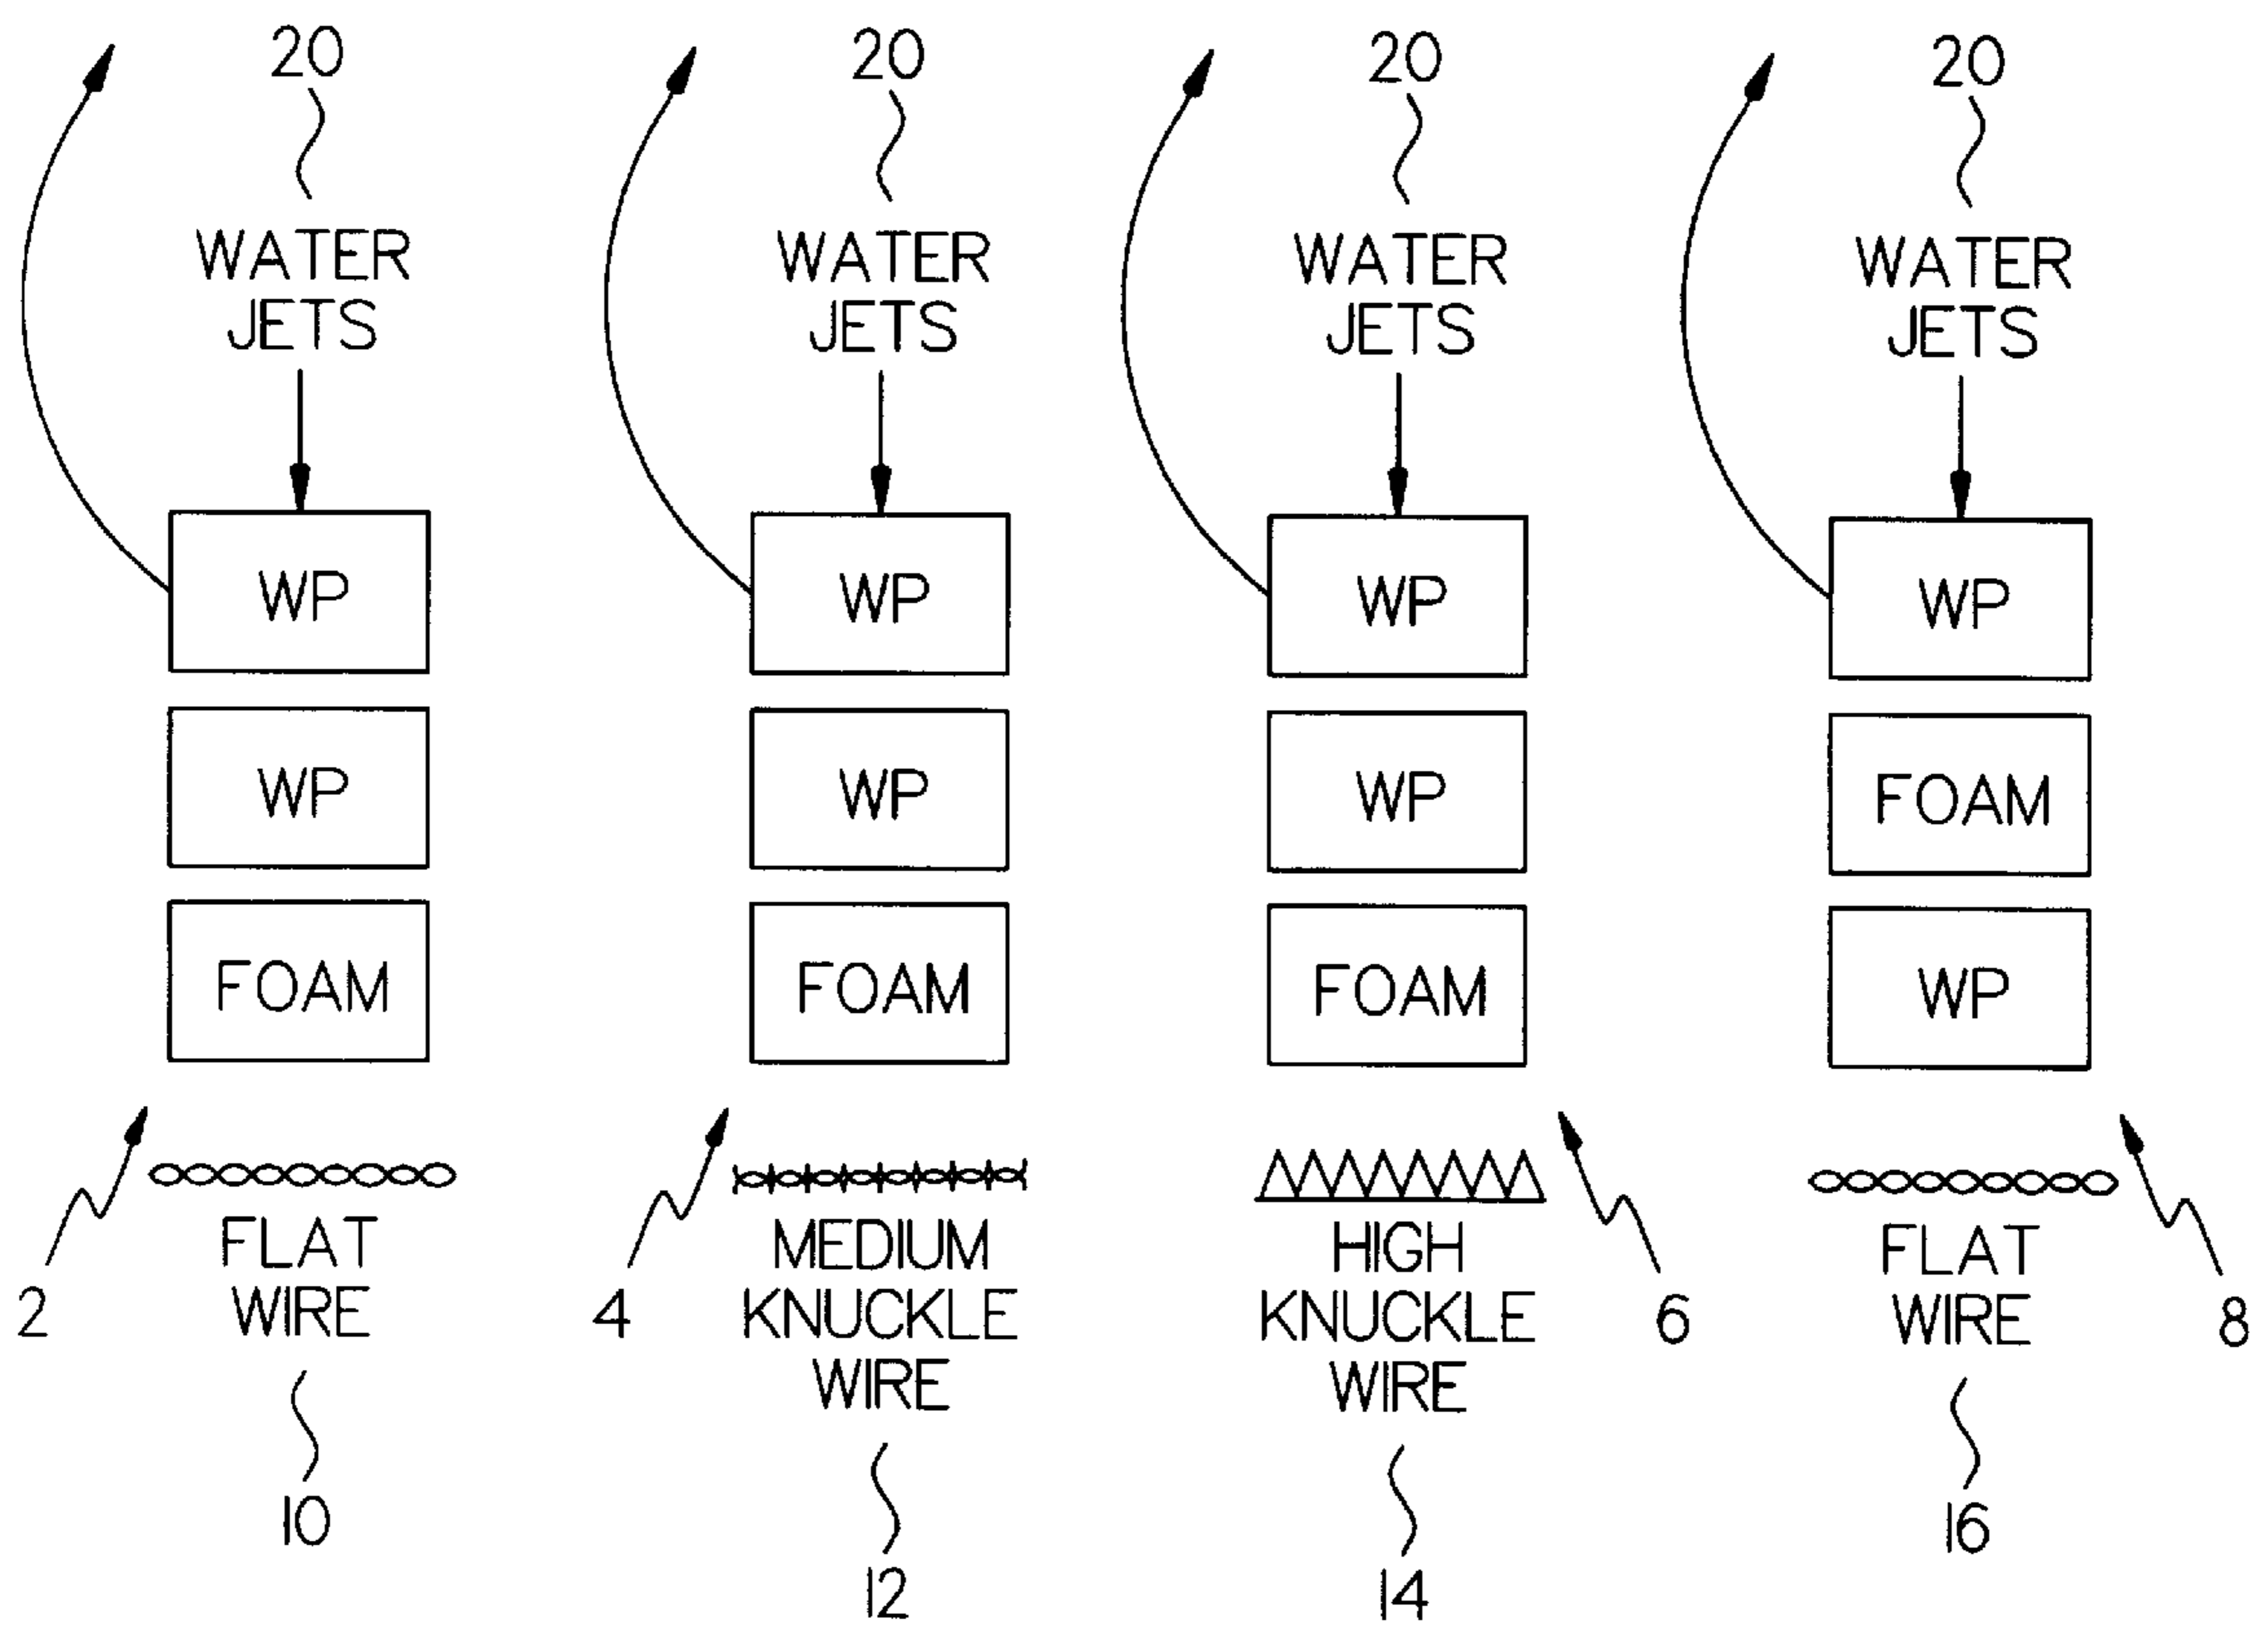 20
WATER
JETS
WP
WP
FOAM
2
FLAT
WIRE
10
20
WATER
JETS
WP
WP
FOAM
4
MEDIUM
KNUCKLE
WIRE
12
20
WATER
JETS
WP
WP
FOAM
HIGH
KNUCKLE
WIRE
6
14
20
WATER
JETS
WP
FOAM
WP
FLAT
WIRE
8
16